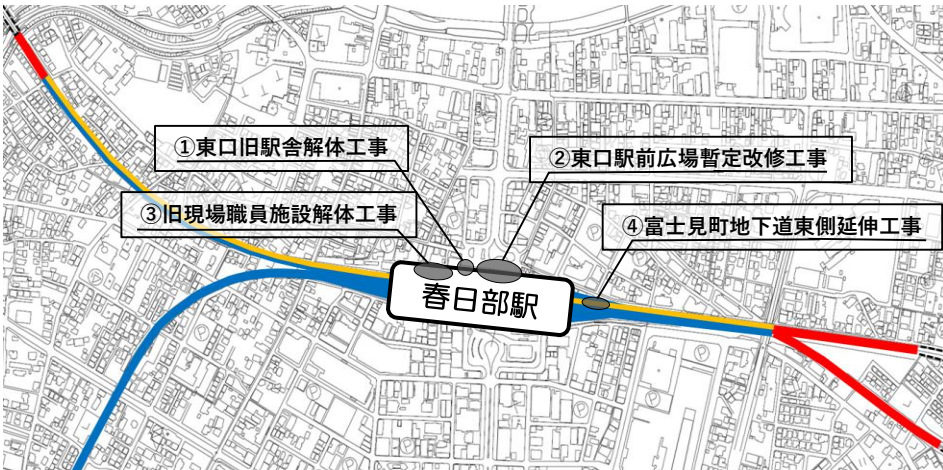 ①東口旧駅舎解体工事
②東口駅前広場暫定改修工事
③旧現場職員施設解体工事
④富士見町地下道東側延伸工事
春日部駅